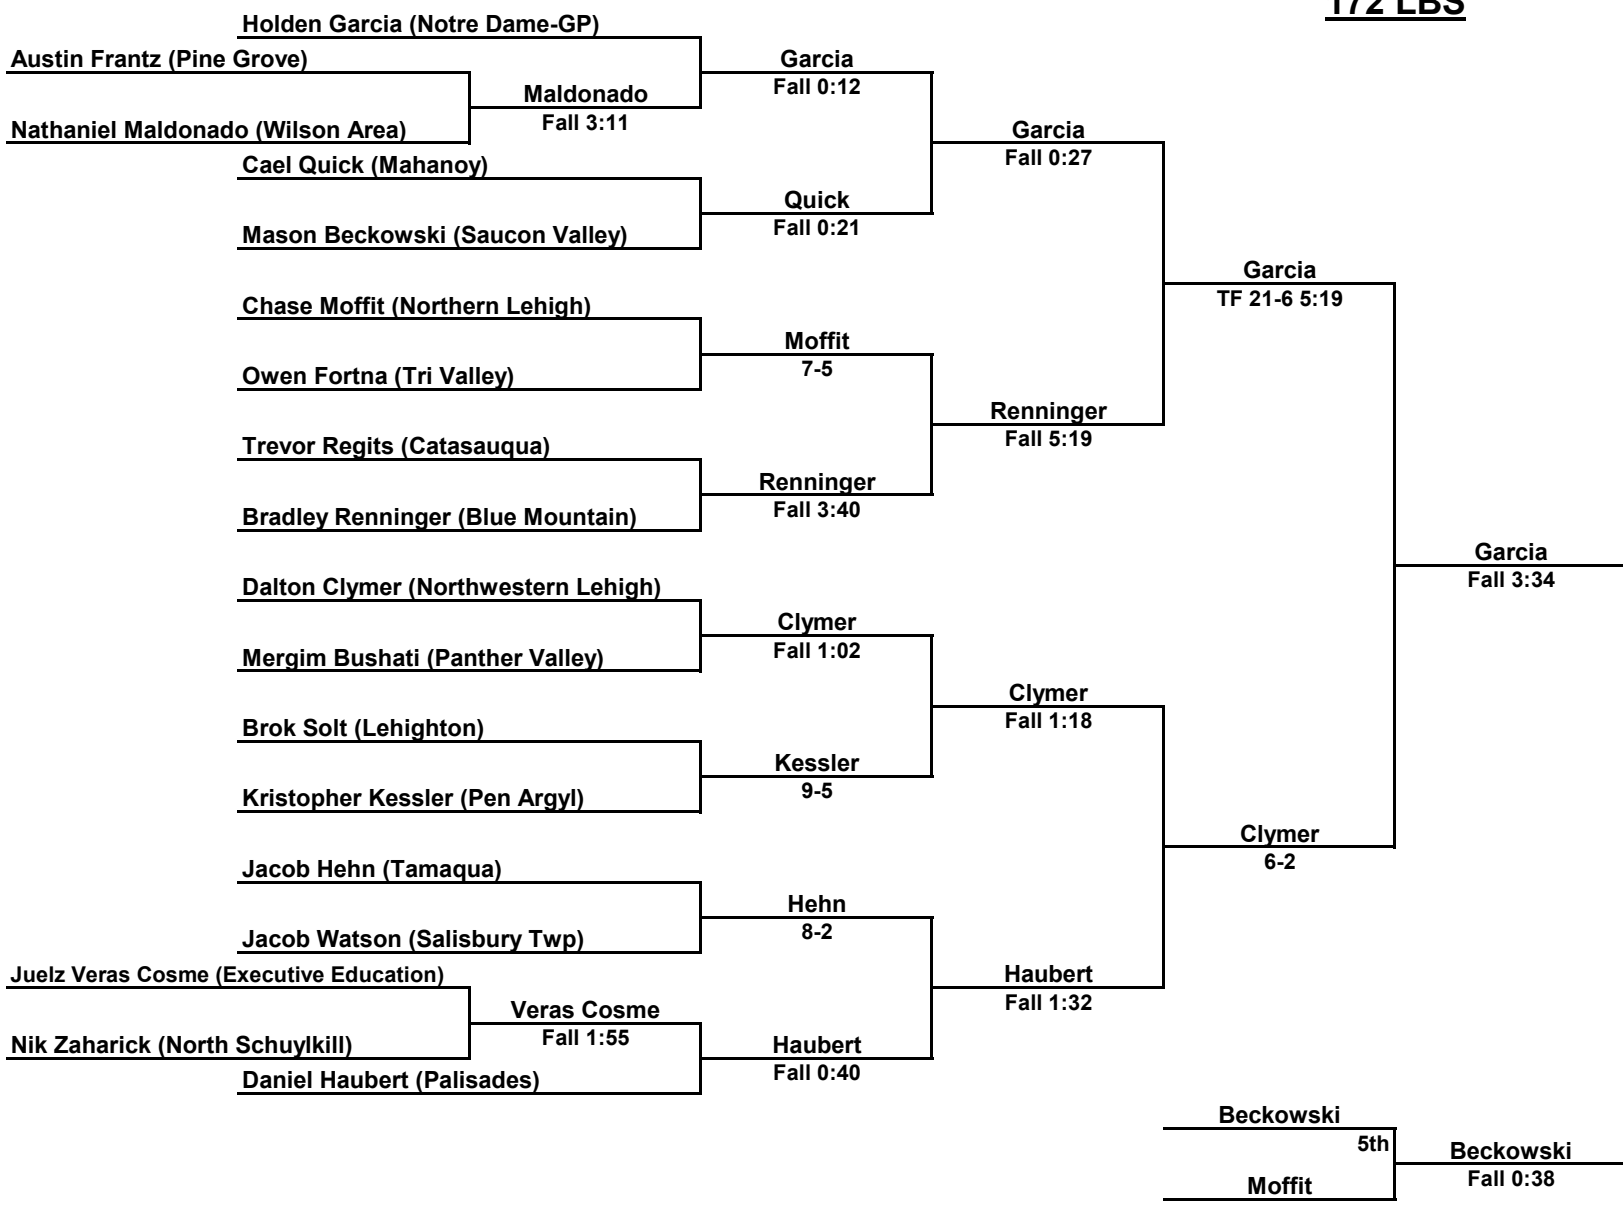 172 LBS
Holden Garcia (Notre Dame-GP)
Austin Frantz (Pine Grove)
Garcia
Fall 0:12
Maldonado
Fall 3:11
Nathaniel Maldonado (Wilson Area)
Garcia
Fall 0:27
Cael Quick (Mahanoy)
Quick
Fall 0:21
Mason Beckowski (Saucon Valley)
Garcia
TF 21-6 5:19
Chase Moffit (Northern Lehigh)
Moffit
7-5
Owen Fortna (Tri Valley)
Renninger
Fall 5:19
Trevor Regits (Catasauqua)
Renninger
Fall 3:40
Bradley Renninger (Blue Mountain)
Garcia
Fall 3:34
Dalton Clymer (Northwestern Lehigh)
Clymer
Fall 1:02
Mergim Bushati (Panther Valley)
Clymer
Fall 1:18
Brok Solt (Lehighton)
Kessler
9-5
Kristopher Kessler (Pen Argyl)
Clymer
6-2
Jacob Hehn (Tamaqua)
Hehn
8-2
Jacob Watson (Salisbury Twp)
Juelz Veras Cosme (Executive Education)
Haubert
Fall 1:32
Veras Cosme
Fall 1:55
Nik Zaharick (North Schuylkill)
Haubert
Fall 0:40
Daniel Haubert (Palisades)
Beckowski
5th
Beckowski
Fall 0:38
Moffit